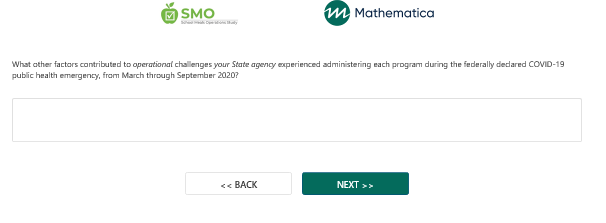 SMO
School Meals Operations Study
Mathematica
What other factors contributed to operational challenges your State agency experienced administering each program during the federally declared COVID-19
public health emergency, from March through September 2020?
<< BACK
NEXT >>